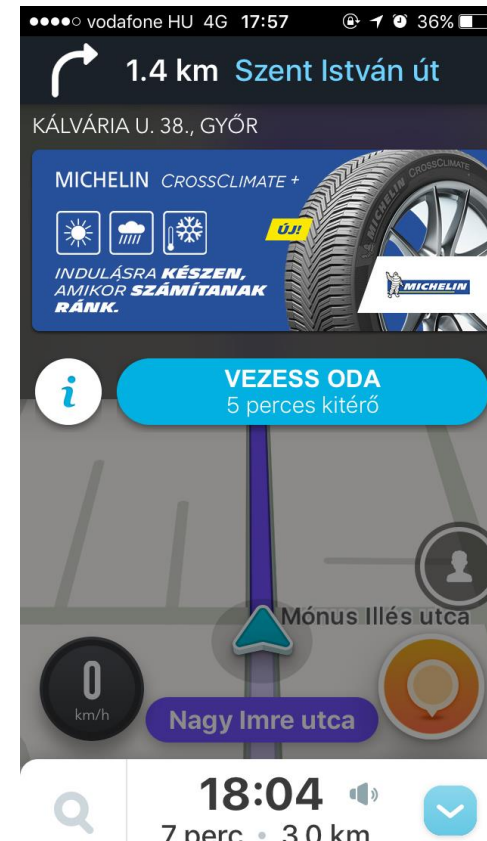 vodafone HU 4G 17:57 36%
1.4 km Szent István út
KÁLVÁRIA U. 38., GYŐR
MICHELIN CROSSCLIMATE +
CROSSCLIMATE
ÚJ!
INDULÁSRA KÉSZEN,
AMIKOR SZÁMÍTANAK
RÁNK.
MICHELIN
i
VEZESS ODA
5 perces kitérő
Mónus Illés utca
0
km/h
Nagy Imre utca
18:04
7 perc • 3.0 km